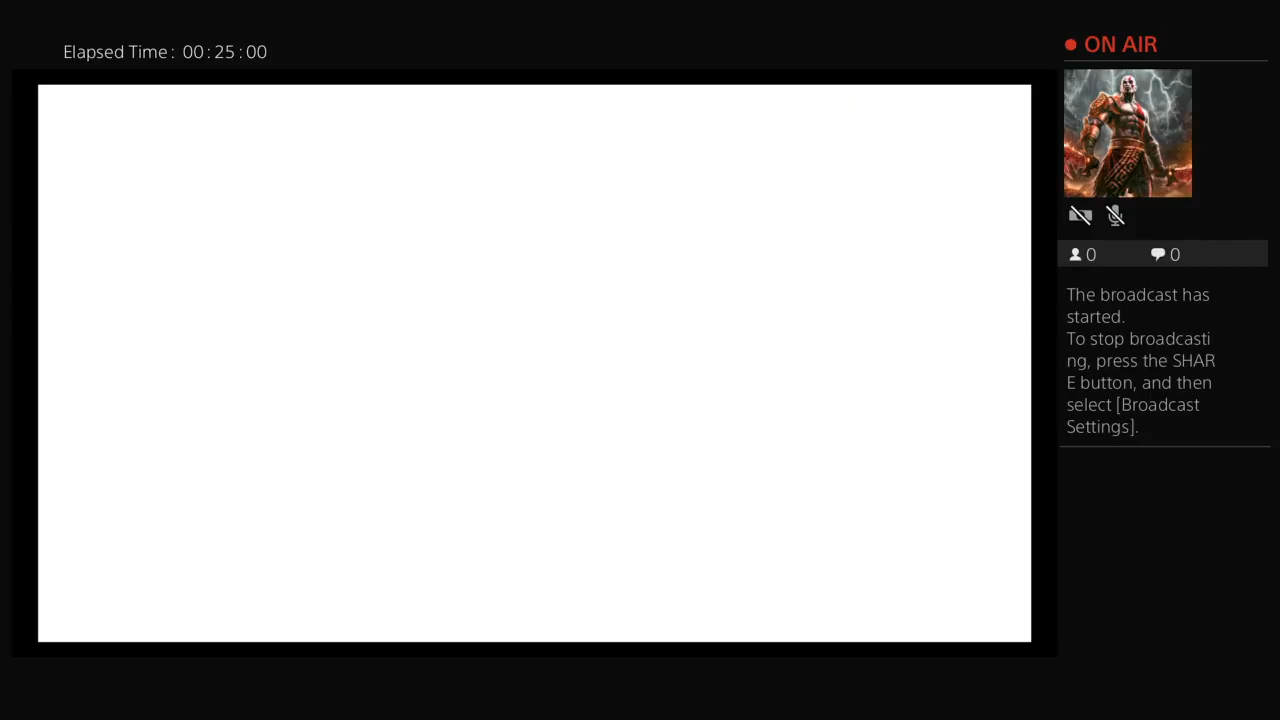 Elapsed Time: 00:25:00
ON AIR
0 0
The broadcast has
started.
To stop broadcasti
ng, press the SHAR
E button, and then
select [Broadcast
Settings].